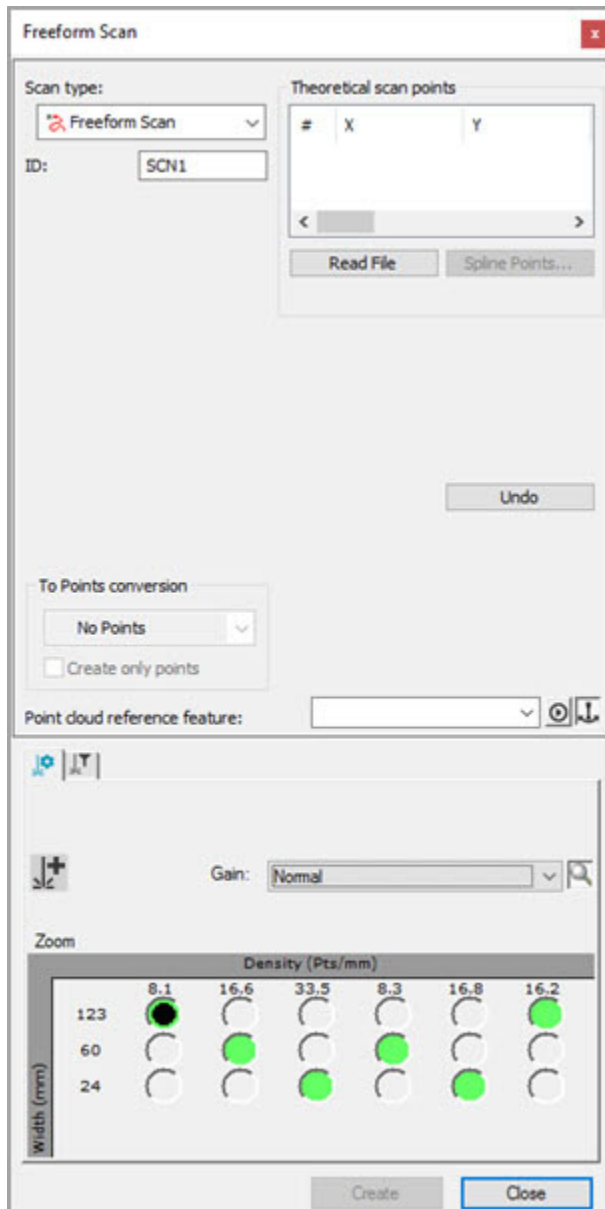 Freeform Scan
x
Scan type:
Freeform Scan
ID:
SCN1
Theoretical scan points
# X Y
< >
Read File Spline Points...
Undo
To Points conversion
No Points
Create only points
Point cloud reference feature:
Gain: Normal
Zoom
Density (Pts/mm)
8.1 16.6 33.5 8.3 16.8 16.2
123
60
24
Width (mm)
Create Close